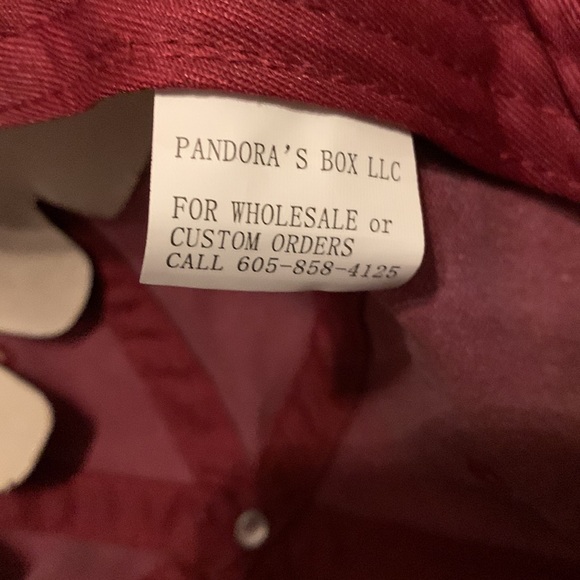 PANDORA'S BOX LLC
FOR WHOLESALE or
CUSTOM ORDERS
CALL 605-858-4125